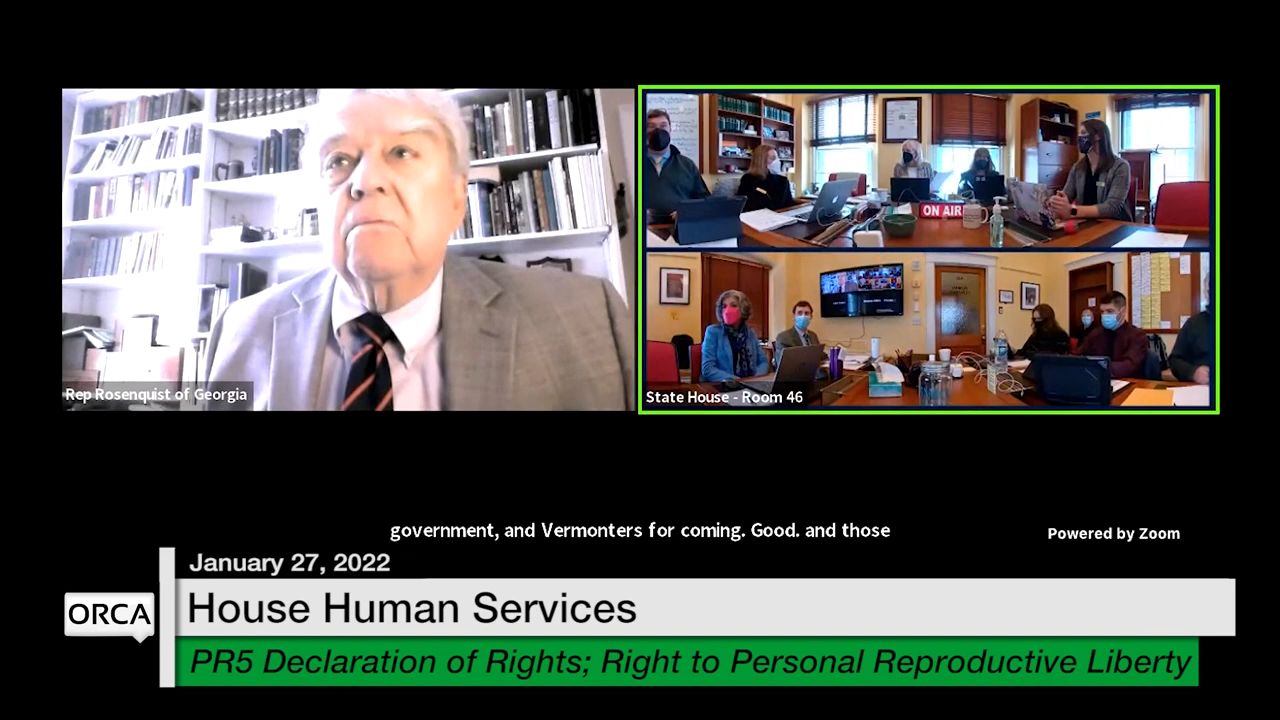 ON AIR
Rep Rosenquist of Georgia
State House - Room 46
government, and Vermonters for coming. Good. and those
Powered by Zoom
January 27, 2022
ORCA
House Human Services
PR5 Declaration of Rights; Right to Personal Reproductive Liberty